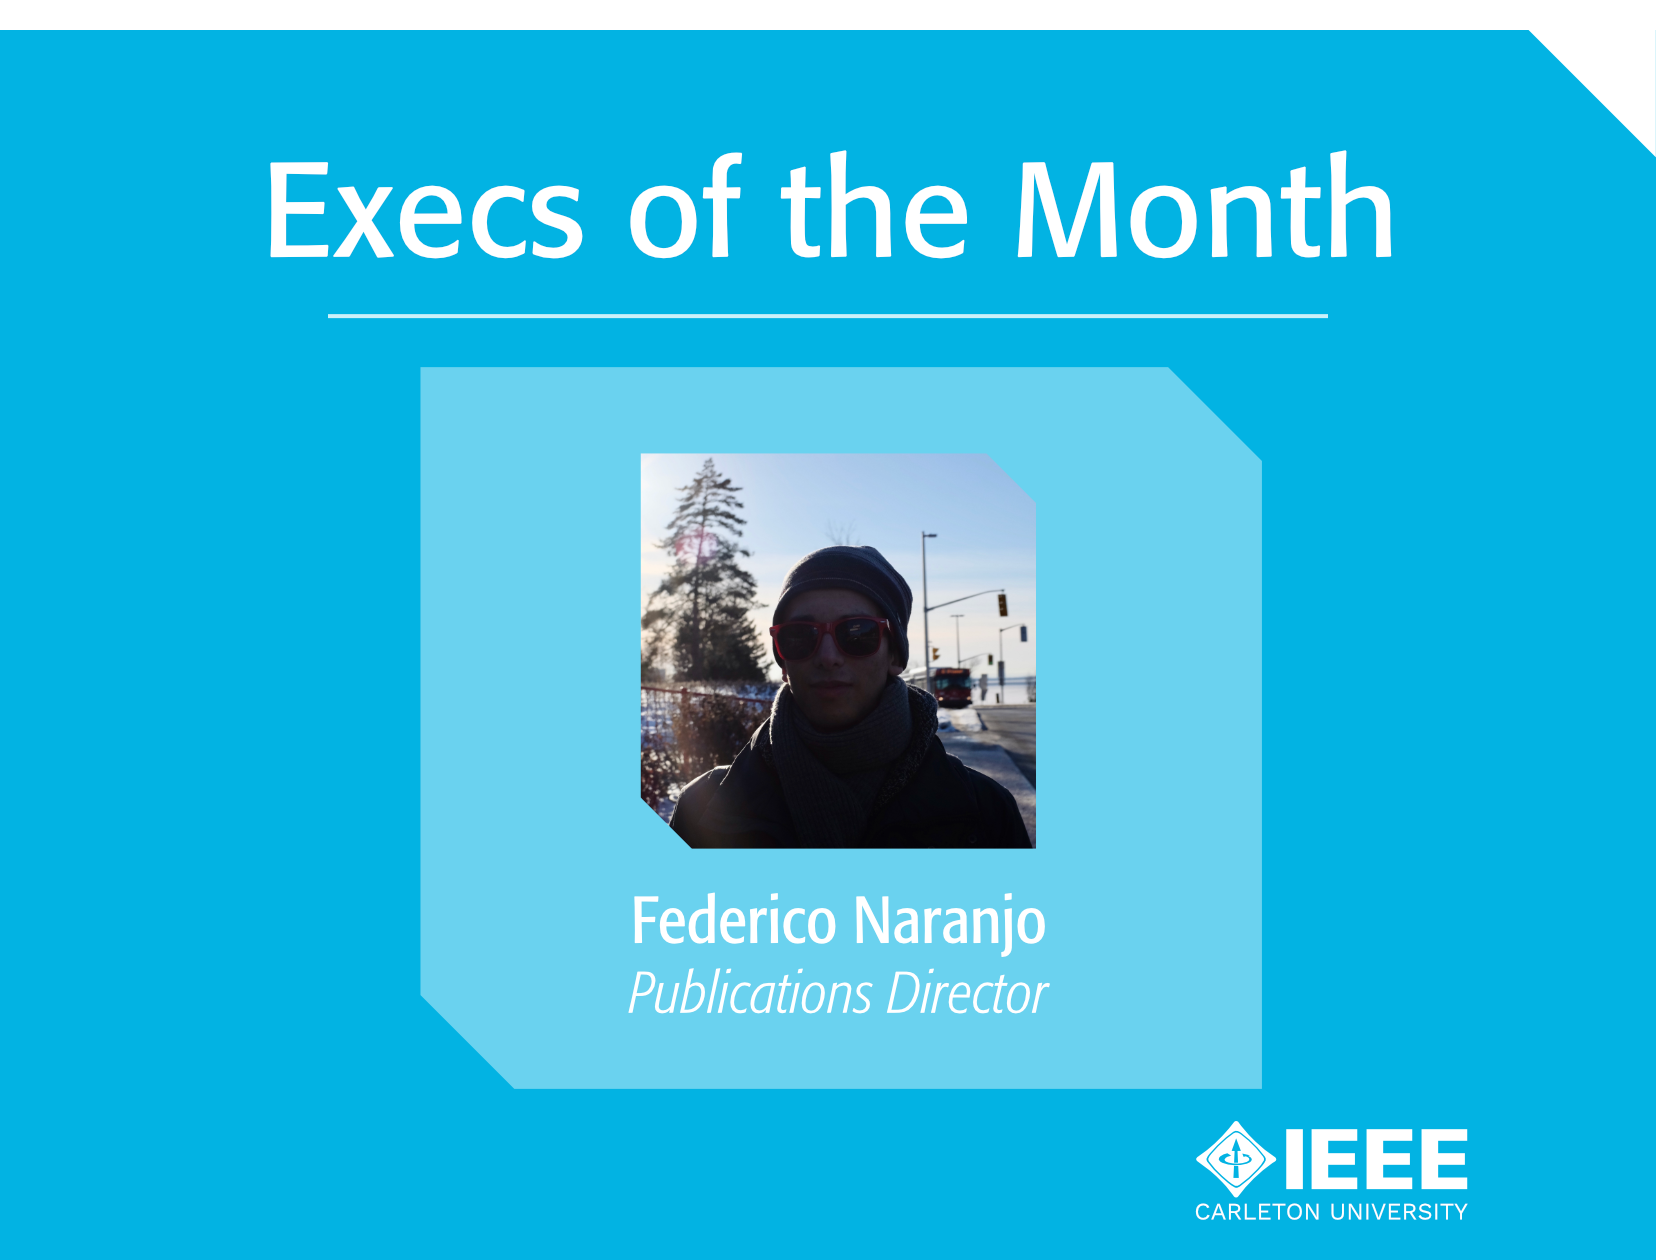 Execs of the Month
Federico Naranjo
Publications Director
IEEE
CARLETON UNIVERSITY